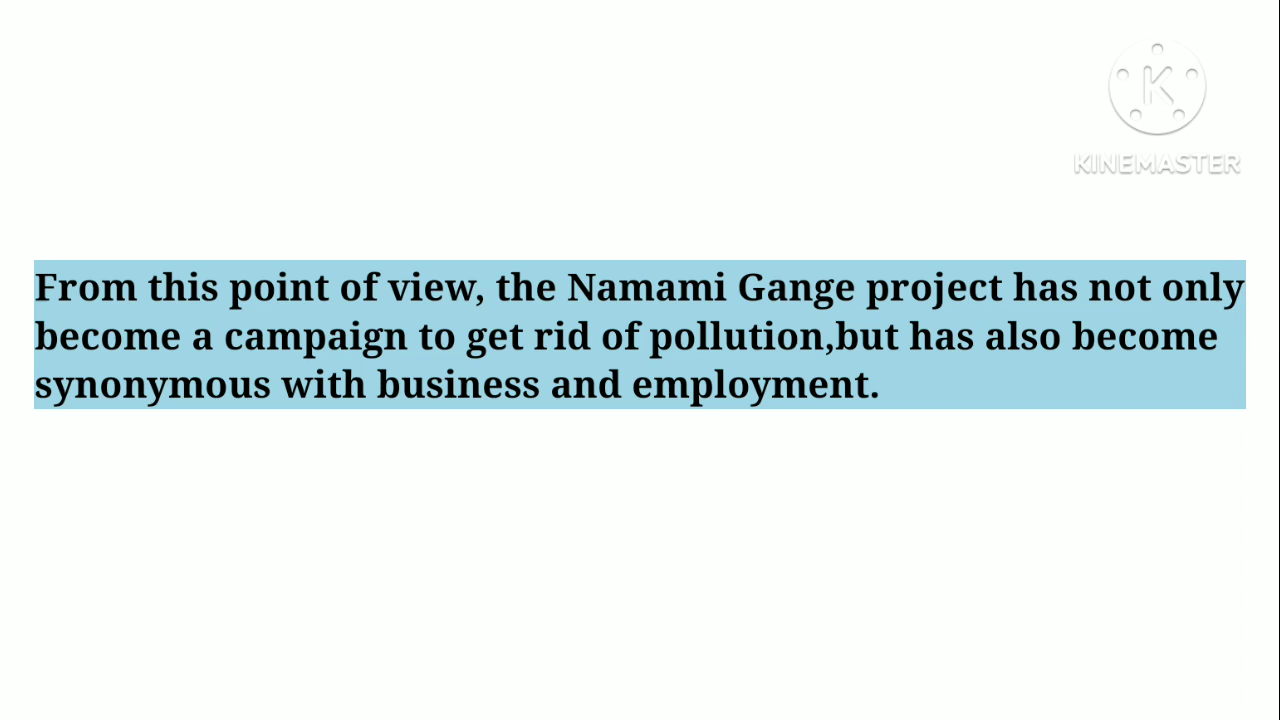 KINEMASTER
From this point of view, the Namami Gange project has not only
become a campaign to get rid of pollution,but has also become
synonymous with business and employment.